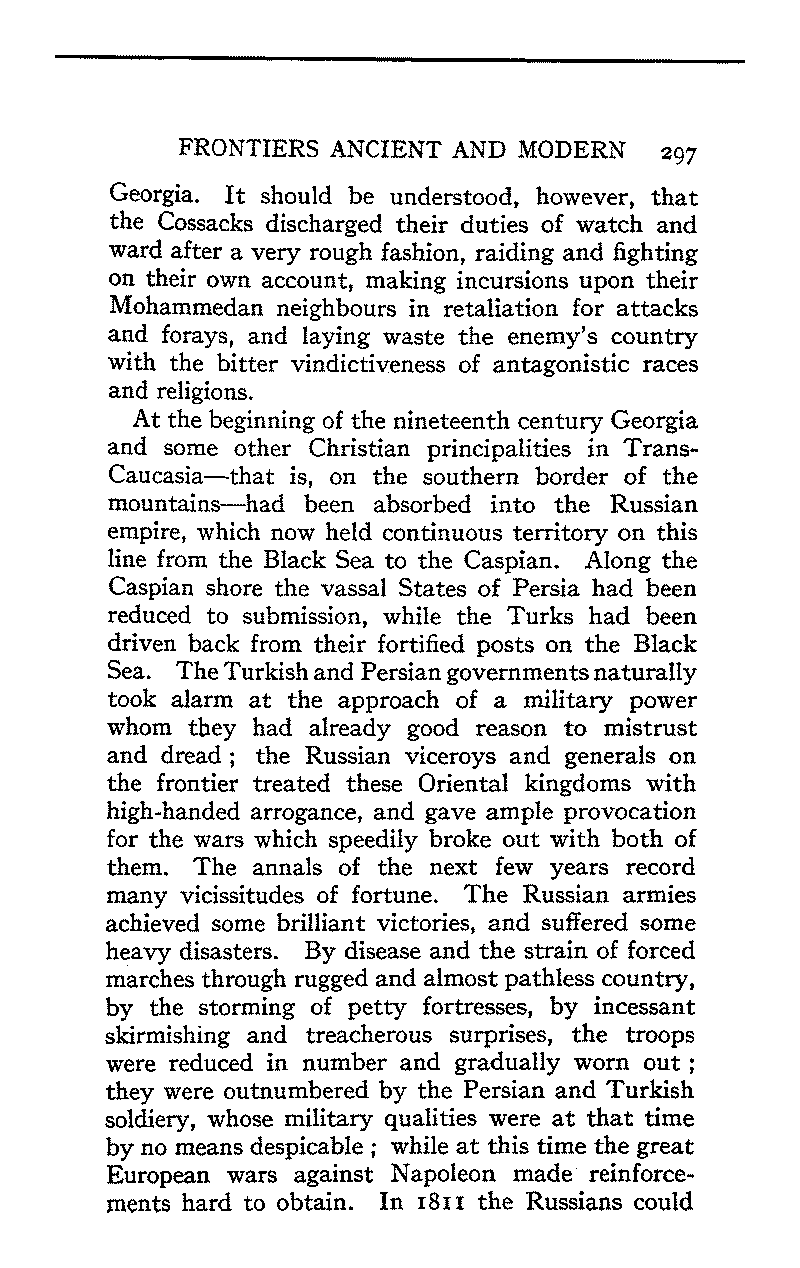 FRONTIERS ANCIENT AND MODERN 297
Georgia. It should be understood, however, that
the Cossacks discharged their duties of watch and
ward after a very rough fashion, raiding and fighting
on their own account, making incursions upon their
Mohammedan neighbours in retaliation for attacks
and forays, and laying waste the enemy's country
with the bitter vindictiveness of antagonistic races
and religions.
At the beginning of the nineteenth century Georgia
and some other Christian principalities in Trans-
Caucasia—that is, on the southern border of the
mountains—had been absorbed into the Russian
empire, which now held continuous territory on this
line from the Black Sea to the Caspian. Along the
Caspian shore the vassal States of Persia had been
reduced to submission, while the Turks had been
driven back from their fortified posts on the Black
Sea. The Turkish and Persian governments naturally
took alarm at the approach of a military power
whom they had already good reason to mistrust
and dread ; the Russian viceroys and generals on
the frontier treated these Oriental kingdoms with
high-handed arrogance, and gave ample provocation
for the wars which speedily broke out with both of
them. The annals of the next few years record
many vicissitudes of fortune. The Russian armies
achieved some brilliant victories, and suffered some
heavy disasters. By disease and the strain of forced
marches through rugged and almost pathless country,
by the storming of petty fortresses, by incessant
skirmishing and treacherous surprises, the troops
were reduced in number and gradually worn out ;
they were outnumbered by the Persian and Turkish
soldiery, whose military qualities were at that time
by no means despicable ; while at this time the great
European wars against Napoleon made reinforce-
ments hard to obtain. In 1811 the Russians could